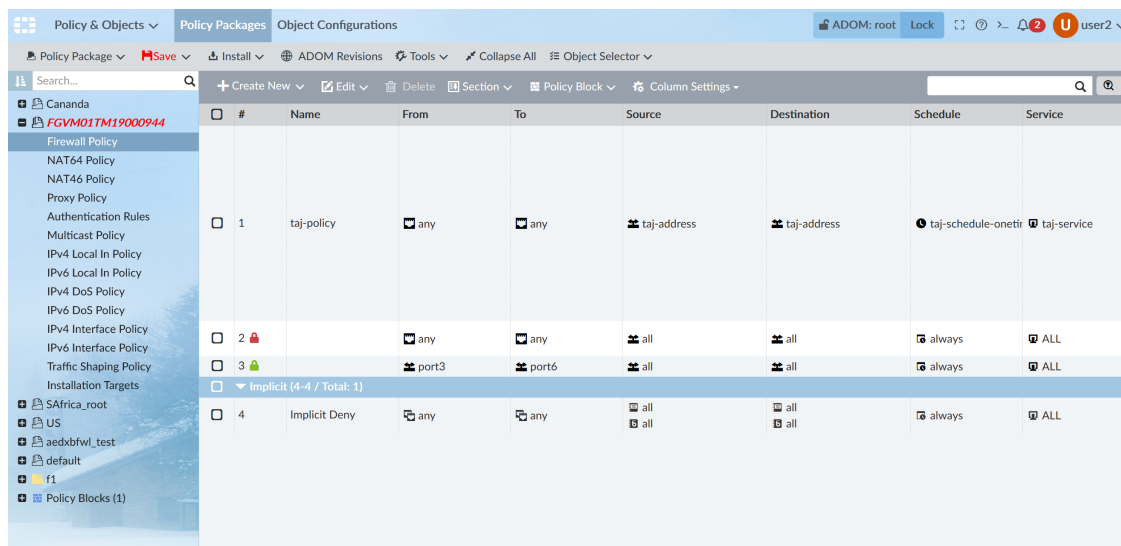 Policy & Objects Policy Packages Object Configurations ADOM: root Lock 2 U user2
Policy Package Save Install ADOM Revisions Tools Collapse All Object Selector
Search... Create New Edit Delete Section Policy Block Column Settings
Cananda
FGVM01TM19000944
Firewall Policy
NAT64 Policy
NAT46 Policy
Proxy Policy
Authentication Rules
Multicast Policy
IPv4 Local In Policy
IPv6 Local In Policy
IPv4 DoS Policy
IPv6 DoS Policy
IPv4 Interface Policy
IPv6 Interface Policy
Traffic Shaping Policy
Installation Targets
SAfrica_root
US
aedxbfwl_test
default
f1
Policy Blocks (1)
# Name From To Source Destination Schedule Service
1 taj-policy any any taj-address taj-address taj-schedule-onetir taj-service
2 any any all all always ALL
3 port3 port6 all all always ALL
Implicit (4-4 / Total: 1)
4 Implicit Deny any any all all always ALL
all all